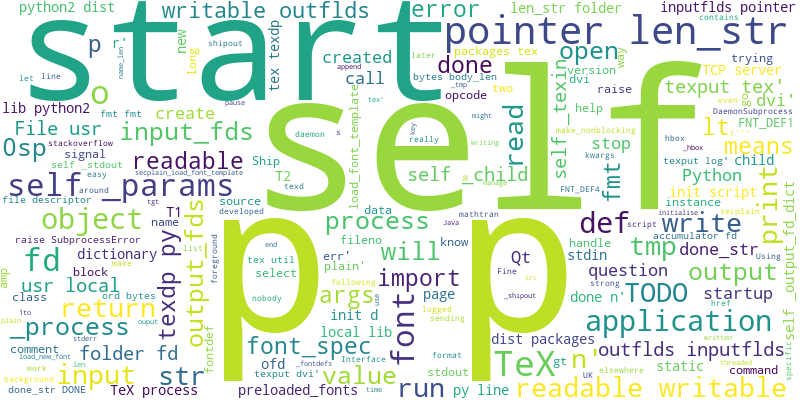 python2 dist
writable outflds
error
len_str folder
inputflds pointer
contains
start
self
p p
pointer len_str
p r'
new
long
shipout
tex texdp
created
done
call
later
append
_tmp
packages tex
open
version
way
dvi
trying
TCP server
raise
DaemonSubprocess
even
let line
name_len
lib python2
o
create
bytes body_len
opcode
two
texput tex'
go
dvi'
File usr
stackoverflow
input_fds
pause
tex'
might
help
make_nonblocking
FNT_DEF1
r'''
_hbox
hbox
Osp
signal
daemon
s
key
really
writing
read
self _texin
lt
means
self _stdout
easy
secplain_load_font_template
load_font_template
readable
Ship
self _child
manage
stop
kwargs
texput log'
child
self _params
around
texd
T2
fmt
FNT_DEF4
Python
init script
secplain
file descriptor
tgt
source
developed
data
T1
name
fmt fmt
object
process
def
write
print
instance
raise SubprocessError
dictionary
output_fds
list
foreground
end
fileno
know
Java
mathtran
script
initialise
accumulator fd
fd
texdp py
tex util
err'
will
Qt
handle
tmp
done_str
Using
amp
block
select
plain'
stdin
src
question
output
self _output_fd_dict
nobody
following
Fine
strong
usr local
class
ord bytes
make
import
_shipout
TODO
startup
return
args
use
page
href
plain
lto
stderr
local lib
init d
logged
sending
dist packages
application
_process
ouput
font_spec
font
ofd
_fontdefs
Interface
comment
load_new_font
* len
UK
written
elsewhere
threaded
specific
folder fd
fontdef
texput dvi'
value
stdout
TeX
n'
outflds inputflds
input
work
background
str
format
gt
static
command
done_str DONE
TeX process
preloaded_fonts
time
run
py line
done n'
readable writable